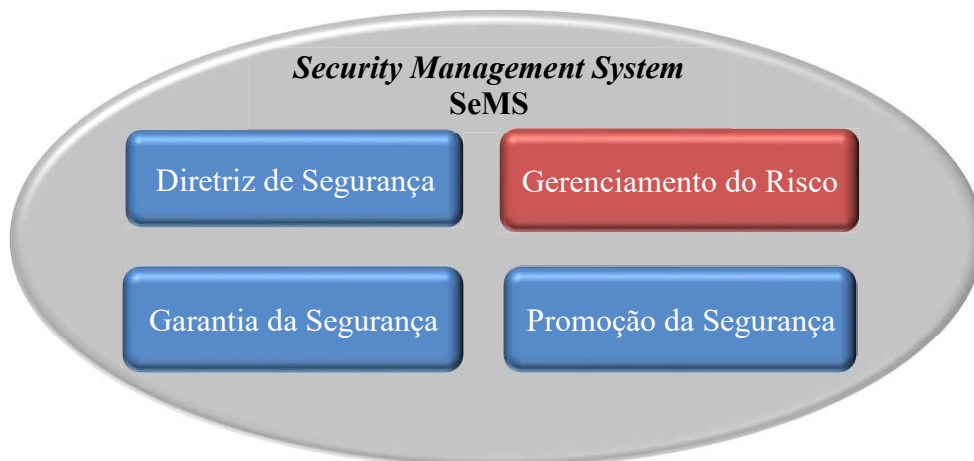 Security Management System
SeMS
Diretriz de Segurança
Gerenciamento do Risco
Garantia da Segurança
Promoção da Segurança